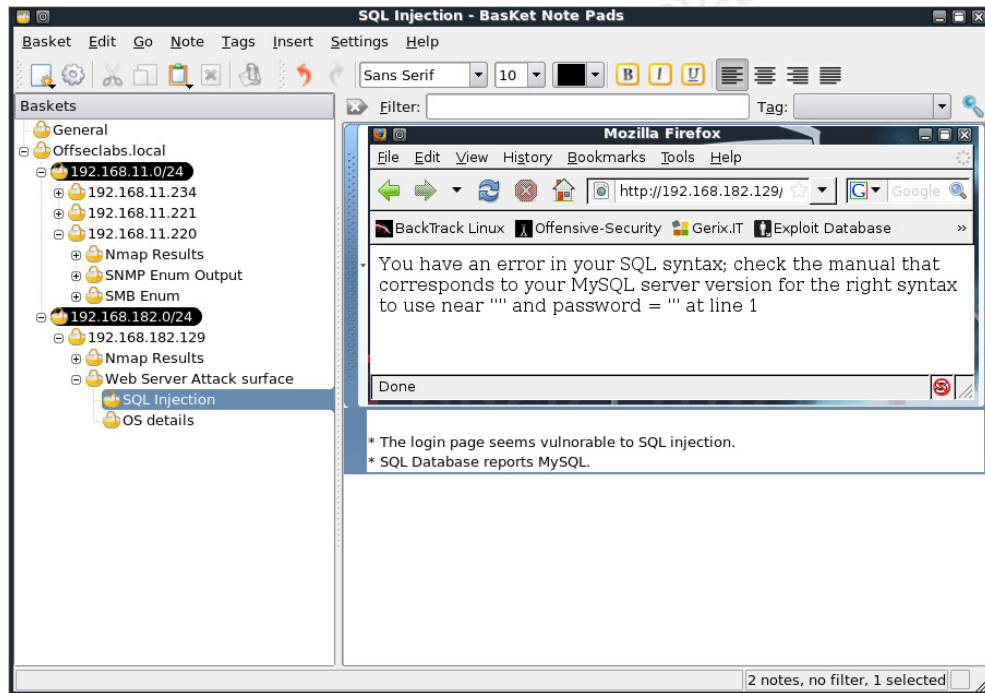 SQL Injection - BasKet Note Pads
Basket Edit Go Note Tags Insert Settings Help
Sans Serif 10 B I U
Baskets
Filter: Tag:
General
Offseclabs.local
192.168.11.0/24
192.168.11.234
192.168.11.221
192.168.11.220
Nmap Results
SNMP Enum Output
SMB Enum
192.168.182.0/24
192.168.182.129
Nmap Results
Web Server Attack surface
SQL Injection
OS details
Mozilla Firefox
File Edit View History Bookmarks Tools Help
http://192.168.182.129/ G Google
BackTrack Linux Offensive-Security Gerix.IT Exploit Database »
You have an error in your SQL syntax; check the manual that
corresponds to your MySQL server version for the right syntax
to use near '''' and password = ''' at line 1
Done
* The login page seems vulnorable to SQL injection.
* SQL Database reports MySQL.
2 notes, no filter, 1 selected